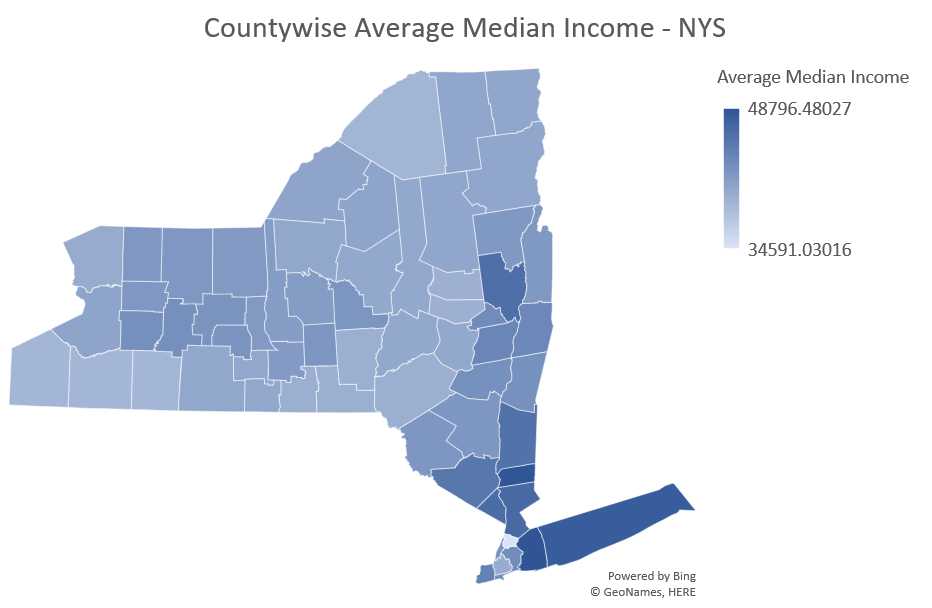 Countywise Average Median Income - NYS
Average Median Income
48796.48027
34591.03016
Powered by Bing
© GeoNames, HERE